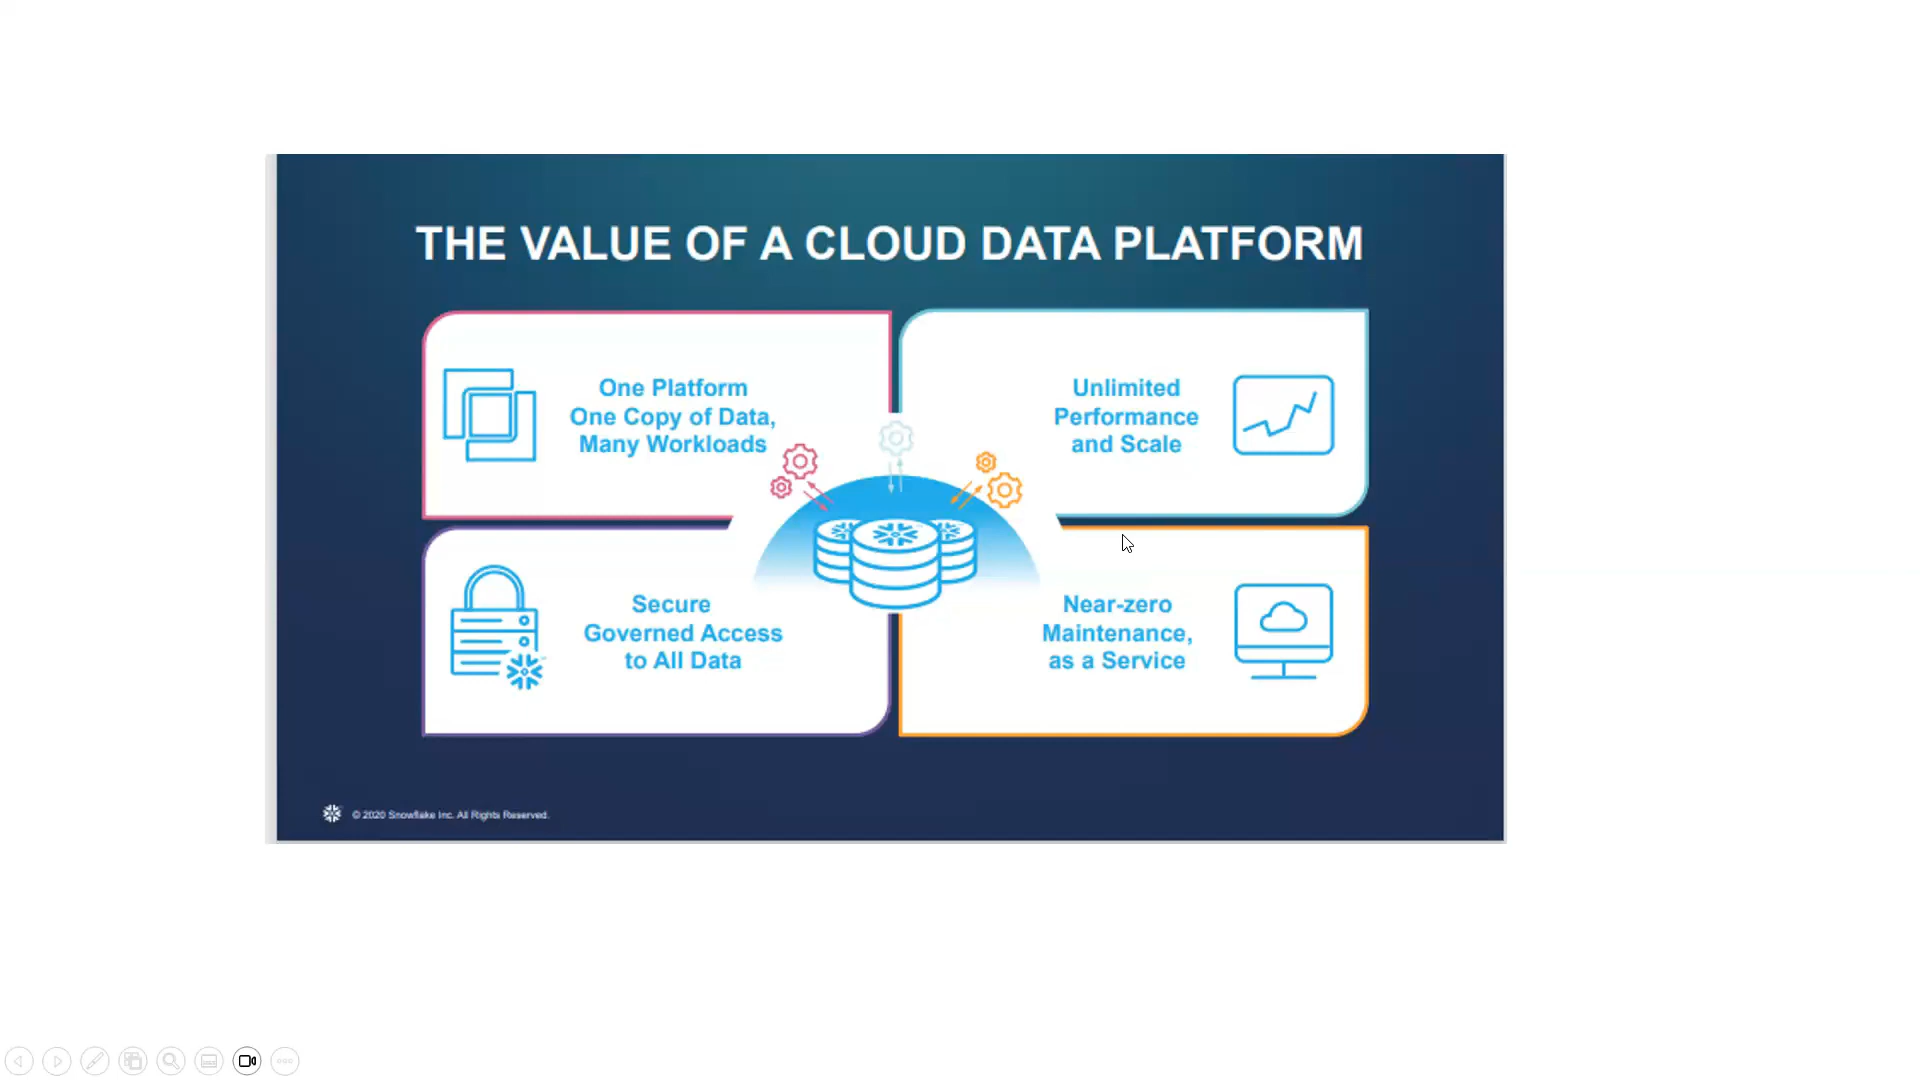 THE VALUE OF A CLOUD DATA PLATFORM
One Platform
One Copy of Data,
Many Workloads
Unlimited
Performance
and Scale
Secure
Governed Access
to All Data
Near-zero
Maintenance,
as a Service
© 2020 Snowflake Inc. All Rights Reserved.